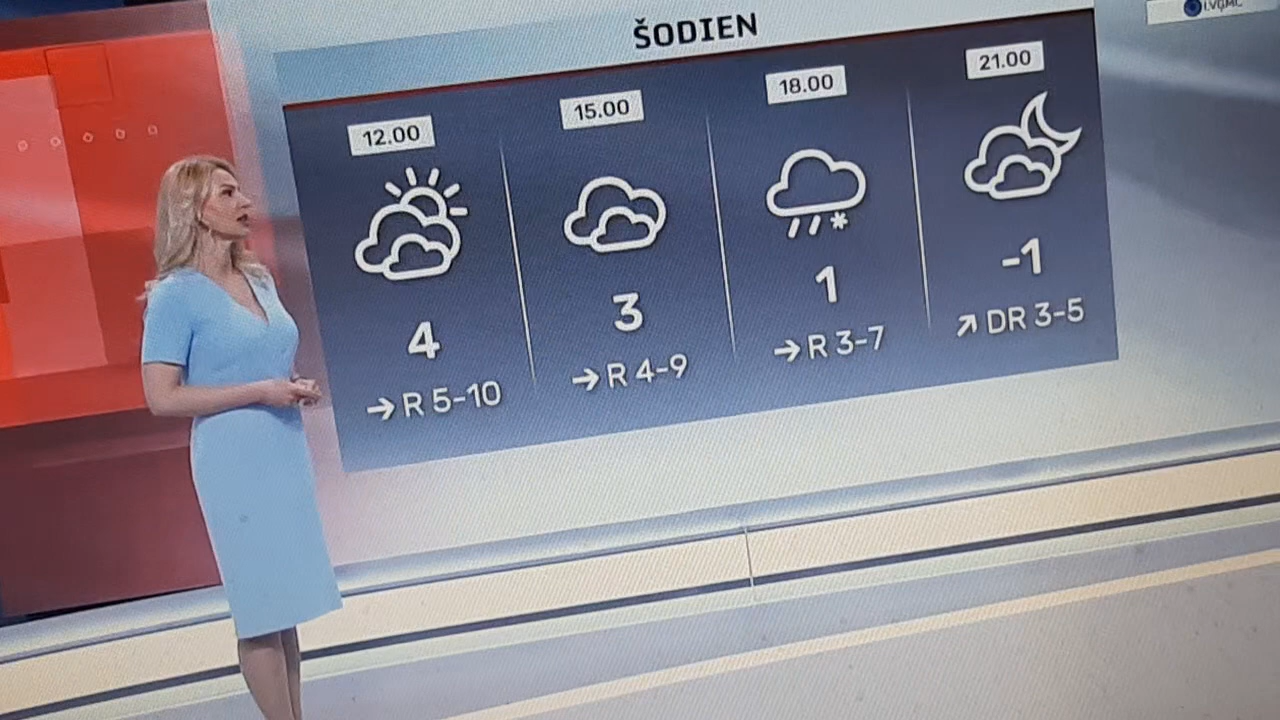 ŠODIEN
12.00
15.00
18.00
21.00
4
3
1
-1
→ R 5-10
→ R 4-9
→ R 3-7
↗ DR 3-5
LVĢMC